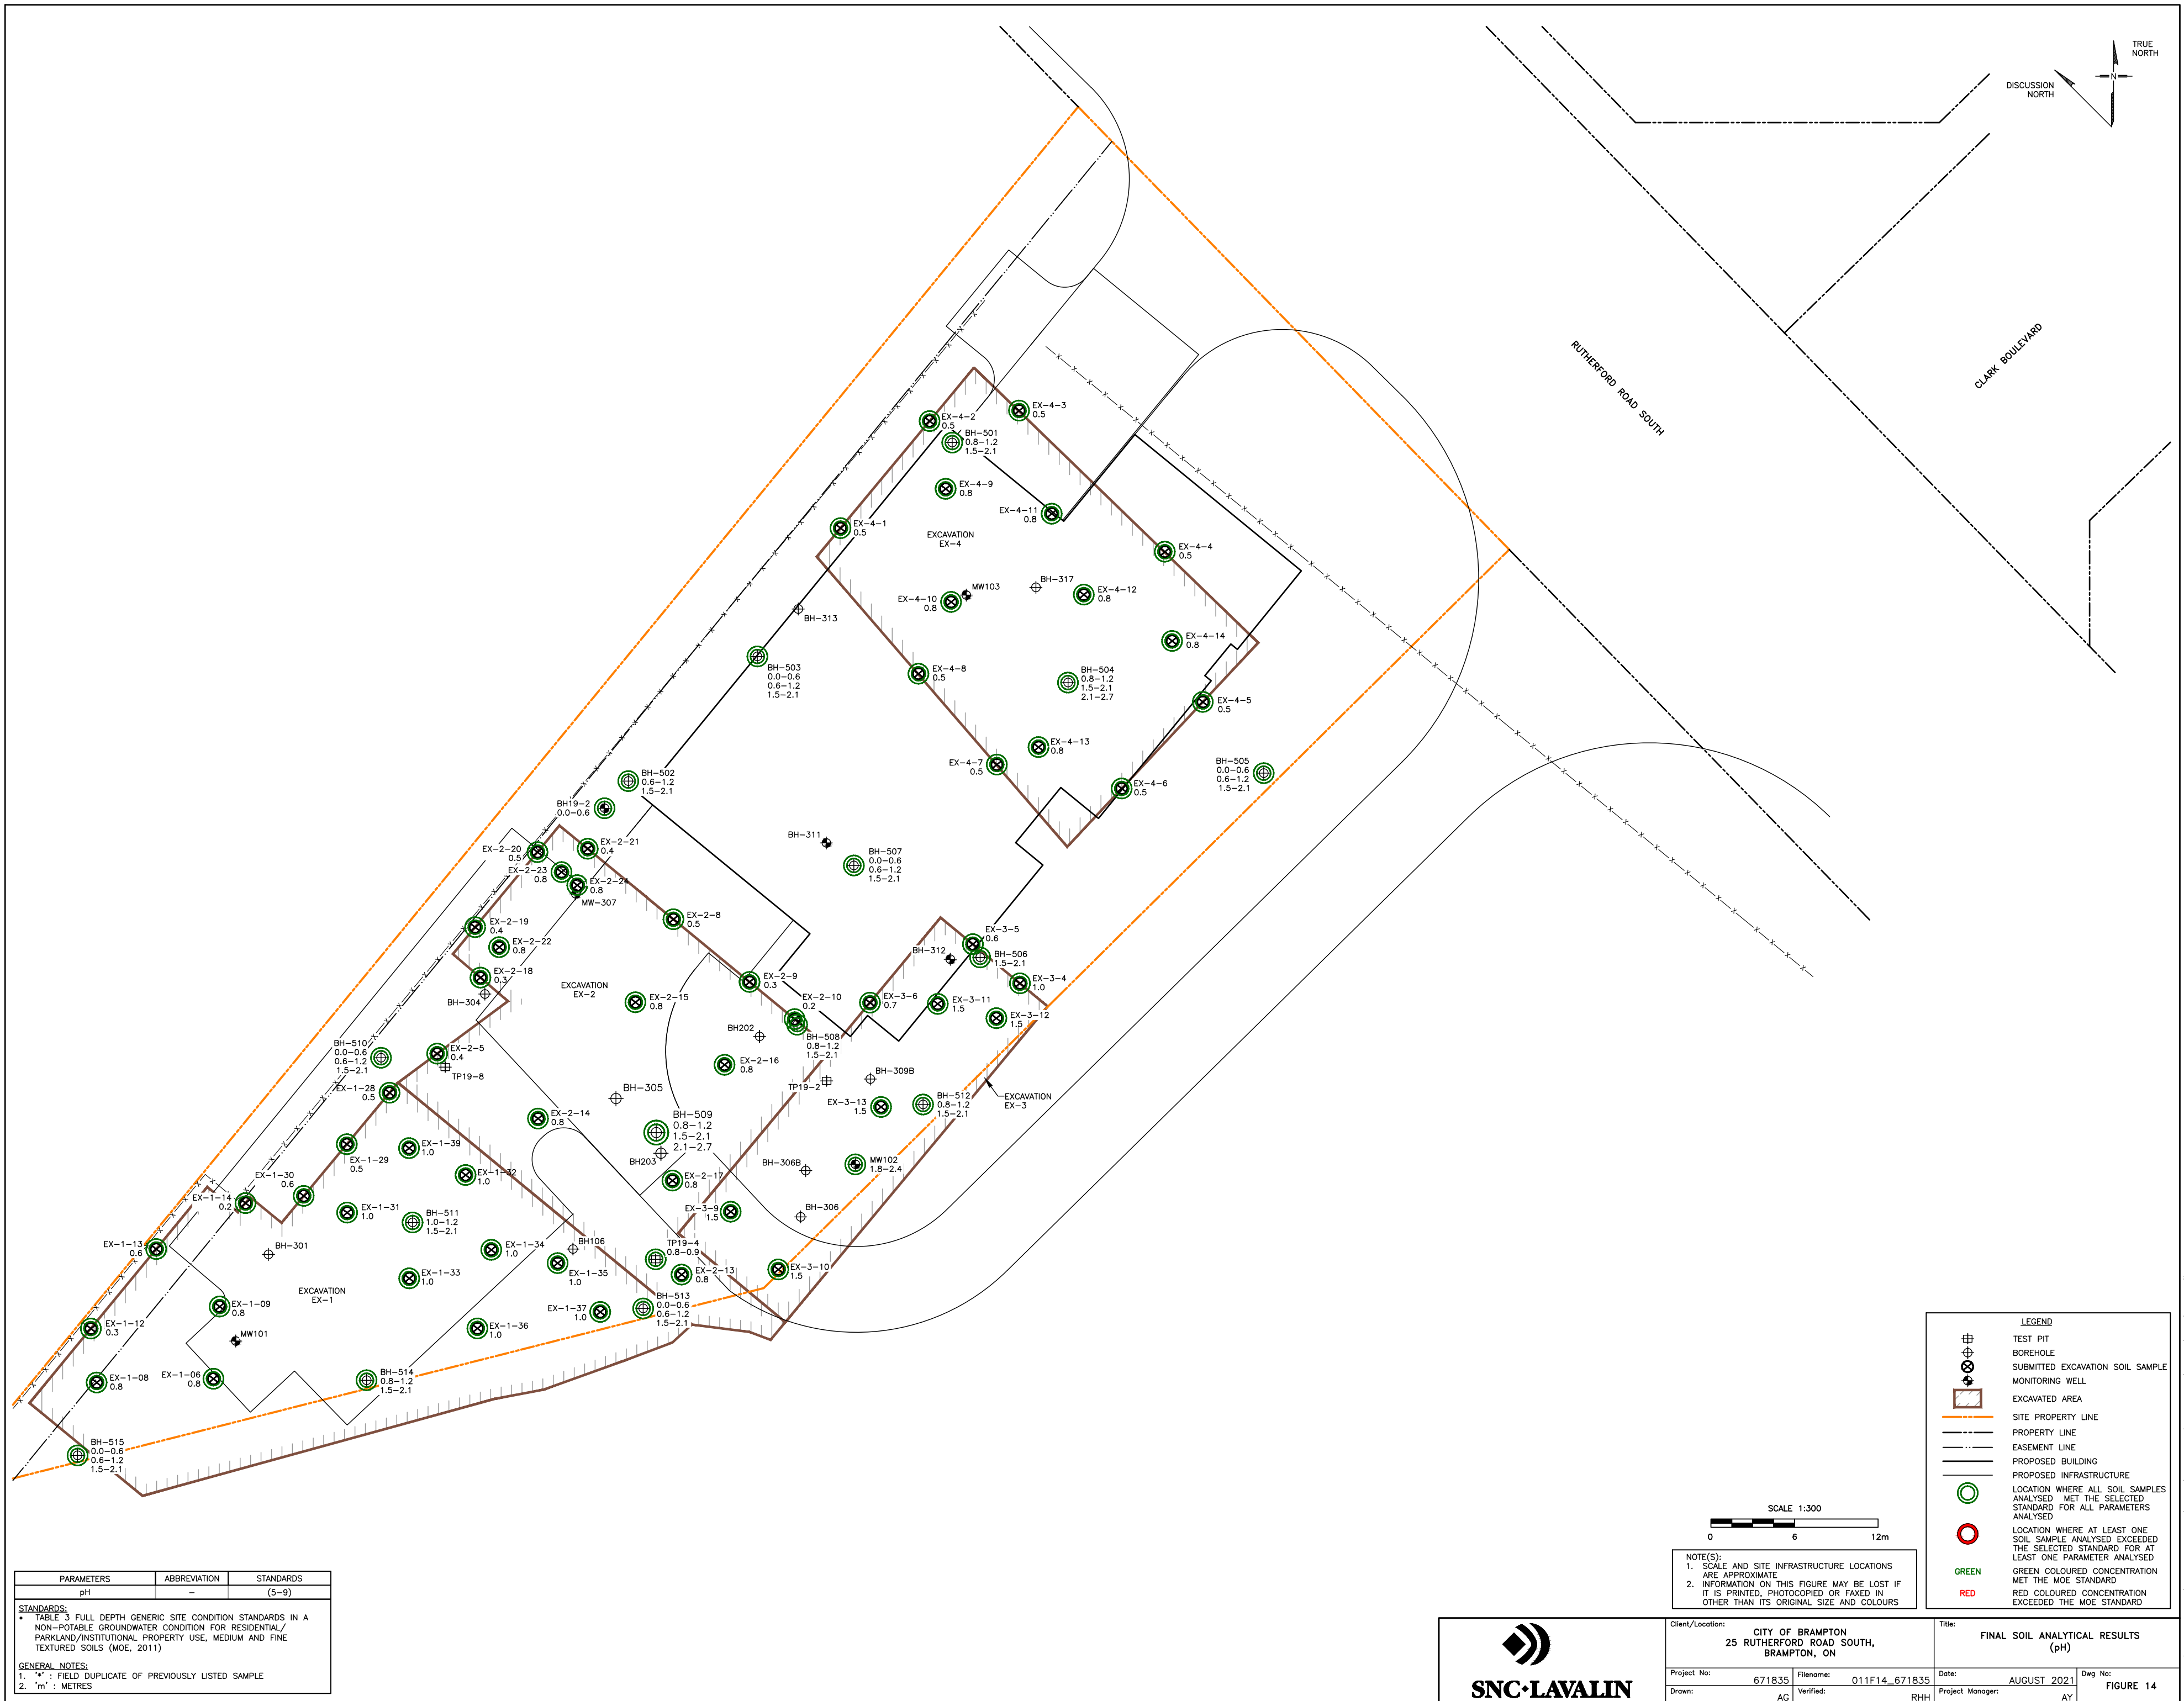 TRUE
NORTH
DISCUSSION
NORTH
N
RUTHERFORD ROAD SOUTH
CLARK BOULEVARD
EX-4-3
0.5
EX-4-2
0.5
BH-501
0.8-1.2
1.5-2.1
EX-4-9
0.8
EX-4-11
0.8
EX-4-1
0.5
EXCAVATION
EX-4
EX-4-4
0.5
MW103
BH-317
EX-4-10
0.8
EX-4-12
0.8
BH-313
EX-4-14
0.8
BH-503
0.0-0.6
0.6-1.2
1.5-2.1
EX-4-8
0.5
BH-504
0.8-1.2
1.5-2.1
2.1-2.7
EX-4-5
0.5
EX-4-13
0.8
EX-4-7
0.5
BH-505
0.0-0.6
0.6-1.2
1.5-2.1
EX-4-6
0.5
BH-502
0.6-1.2
1.5-2.1
BH19-2
0.0-0.6
BH-311
EX-2-21
0.4
EX-2-20
0.5
BH-507
0.0-0.6
0.6-1.2
1.5-2.1
EX-2-23
0.8
EX-2-24
0.8
MW-307
EX-2-8
0.5
EX-2-19
0.4
EX-3-5
0.6
EX-2-22
0.8
BH-312
BH-506
1.5-2.1
EX-2-18
0.3
EX-2-9
0.3
EX-3-4
1.0
EXCAVATION
EX-2
BH-304
EX-2-15
0.8
EX-2-10
0.2
EX-3-6
0.7
EX-3-11
1.5
EX-3-12
1.5
BH202
BH-508
0.8-1.2
1.5-2.1
BH-510
0.0-0.6
0.6-1.2
1.5-2.1
EX-2-5
0.4
EX-2-16
0.8
TP19-8
BH-309B
TP19-2
EX-1-28
0.5
BH-305
EXCAVATION
EX-3
EX-3-13
1.5
BH-512
0.8-1.2
1.5-2.1
EX-2-14
0.8
BH-509
0.8-1.2
1.5-2.1
2.1-2.7
EX-1-39
1.0
EX-1-29
0.5
BH203
BH-306B
MW102
1.8-2.4
EX-1-30
0.6
EX-1-32
1.0
EX-2-17
0.8
EX-1-14
0.2
EX-1-31
1.0
BH-511
1.0-1.2
1.5-2.1
EX-3-9
1.5
BH-306
EX-1-13
0.6
BH-301
EX-1-34
1.0
BH106
TP19-4
0.8-0.9
EX-1-35
1.0
EX-2-13
0.8
EX-3-10
1.5
EX-1-33
1.0
EXCAVATION
EX-1
EX-1-09
0.8
EX-1-37
1.0
BH-513
0.0-0.6
0.6-1.2
1.5-2.1
EX-1-12
0.3
MW101
EX-1-36
1.0
EX-1-08
0.8
EX-1-06
0.8
BH-514
0.8-1.2
1.5-2.1
BH-515
0.0-0.6
0.6-1.2
1.5-2.1
LEGEND
TEST PIT
BOREHOLE
SUBMITTED EXCAVATION SOIL SAMPLE
MONITORING WELL
EXCAVATED AREA
SITE PROPERTY LINE
PROPERTY LINE
EASEMENT LINE
PROPOSED BUILDING
PROPOSED INFRASTRUCTURE
LOCATION WHERE ALL SOIL SAMPLES
ANALYSED MET THE SELECTED
STANDARD FOR ALL PARAMETERS
ANALYSED
LOCATION WHERE AT LEAST ONE
SOIL SAMPLE ANALYSED EXCEEDED
THE SELECTED STANDARD FOR AT
LEAST ONE PARAMETER ANALYSED
GREEN GREEN COLOURED CONCENTRATION
MET THE MOE STANDARD
RED RED COLOURED CONCENTRATION
EXCEEDED THE MOE STANDARD
SCALE 1:300
0 6 12m
NOTE(S):
1. SCALE AND SITE INFRASTRUCTURE LOCATIONS
ARE APPROXIMATE
2. INFORMATION ON THIS FIGURE MAY BE LOST IF
IT IS PRINTED, PHOTOCOPIED OR FAXED IN
OTHER THAN ITS ORIGINAL SIZE AND COLOURS
PARAMETERS ABBREVIATION STANDARDS
pH - (5-9)
STANDARDS:
• TABLE 3 FULL DEPTH GENERIC SITE CONDITION STANDARDS IN A
NON-POTABLE GROUNDWATER CONDITION FOR RESIDENTIAL/
PARKLAND/INSTITUTIONAL PROPERTY USE, MEDIUM AND FINE
TEXTURED SOILS (MOE, 2011)
GENERAL NOTES:
1. '*' : FIELD DUPLICATE OF PREVIOUSLY LISTED SAMPLE
2. 'm' : METRES
SNC•LAVALIN
Client/Location:
CITY OF BRAMPTON
25 RUTHERFORD ROAD SOUTH,
BRAMPTON, ON
Title:
FINAL SOIL ANALYTICAL RESULTS
(pH)
Project No: 671835
Filename: 011F14_671835
Date: AUGUST 2021
Dwg No:
FIGURE 14
Drawn: AG
Verified: RHH
Project Manager: AY